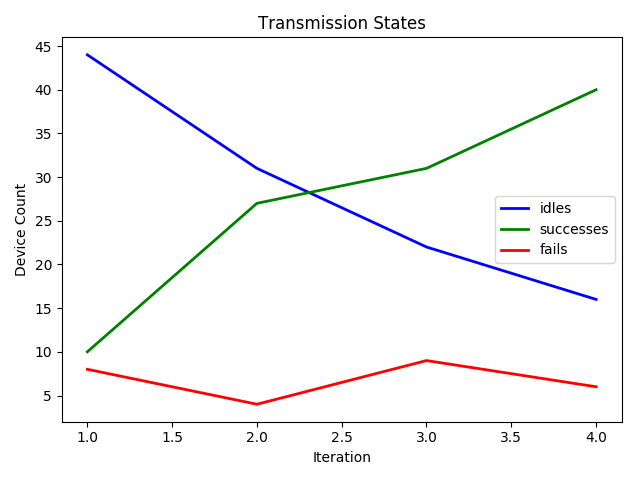 Transmission States
45
40
35
30
25
20
15
10
5
Device Count
idles
successes
fails
1.0 1.5 2.0 2.5 3.0 3.5 4.0
Iteration